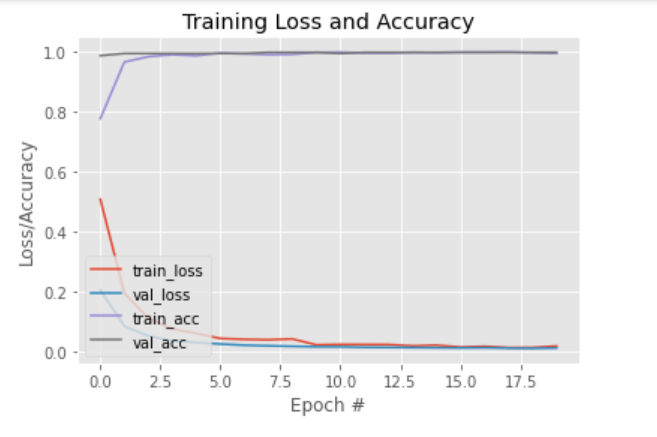 Training Loss and Accuracy
1.0
0.8
0.6
0.4
0.2
0.0
Loss/Accuracy
train_loss
val_loss
train_acc
val_acc
0.0 2.5 5.0 7.5 10.0 12.5 15.0 17.5
Epoch #